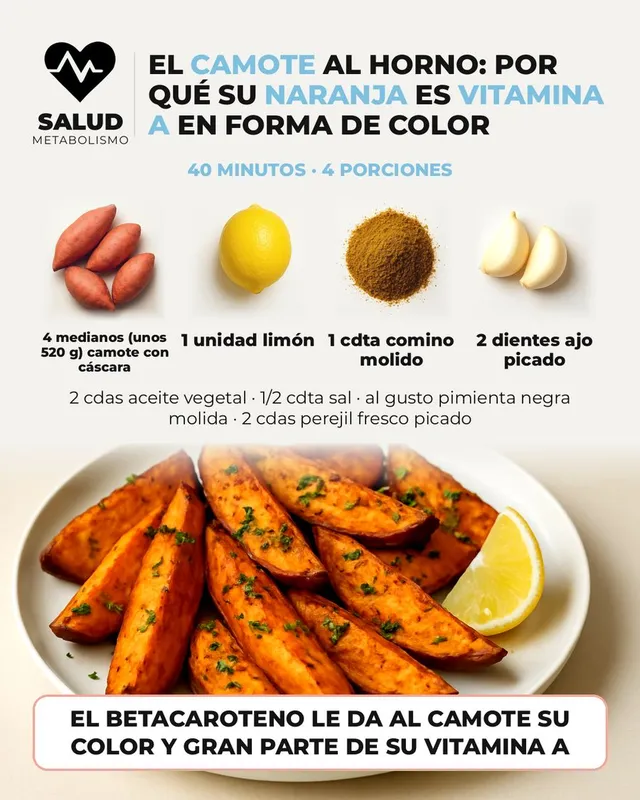 SALUD
METABOLISMO
EL CAMOTE AL HORNO: POR
QUÉ SU NARANJA ES VITAMINA
A EN FORMA DE COLOR
40 MINUTOS · 4 PORCIONES
4 medianos (unos
520 g) camote con
cáscara
1 unidad limón
1 cdta comino
molido
2 dientes ajo
picado
2 cdas aceite vegetal · 1/2 cdta sal · al gusto pimienta negra
molida · 2 cdas perejil fresco picado
EL BETACAROTENO LE DA AL CAMOTE SU
COLOR Y GRAN PARTE DE SU VITAMINA A